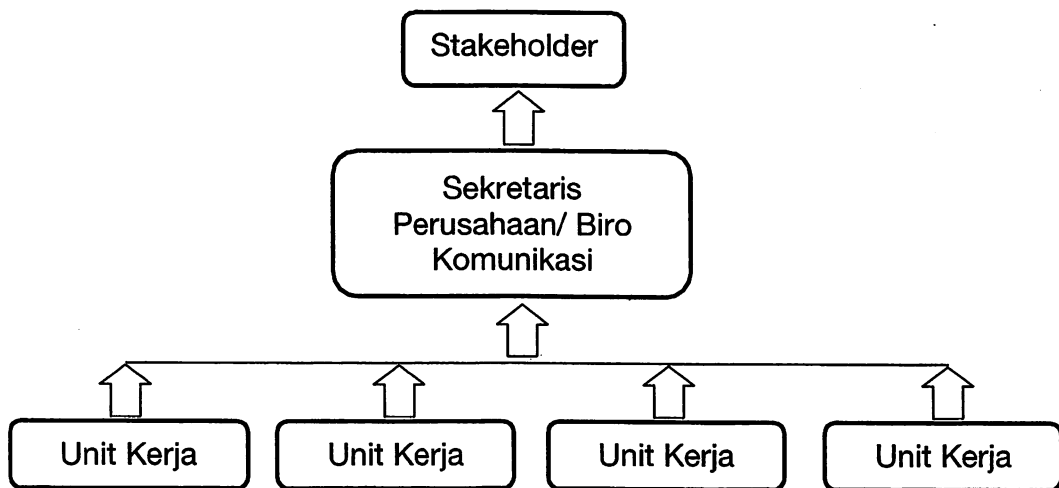 Stakeholder
Sekretaris
Perusahaan/ Biro
Komunikasi
Unit Kerja
Unit Kerja
Unit Kerja
Unit Kerja